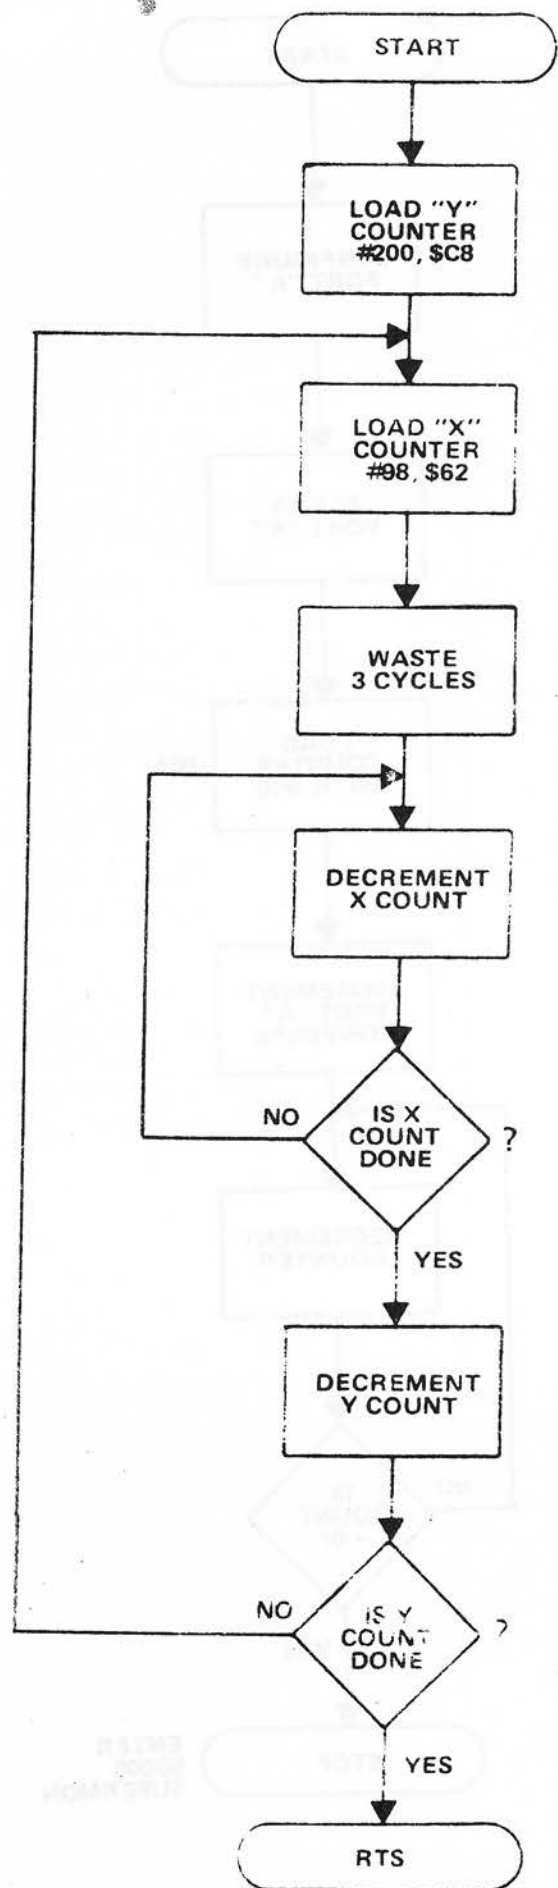 START
LOAD "Y"
COUNTER
#200, $C8
LOAD "X"
COUNTER
#98, $62
WASTE
3 CYCLES
DECREMENT
X COUNT
NO
IS X
COUNT
DONE
?
YES
DECREMENT
Y COUNT
NO
IS Y
COUNT
DONE
?
YES
RTS